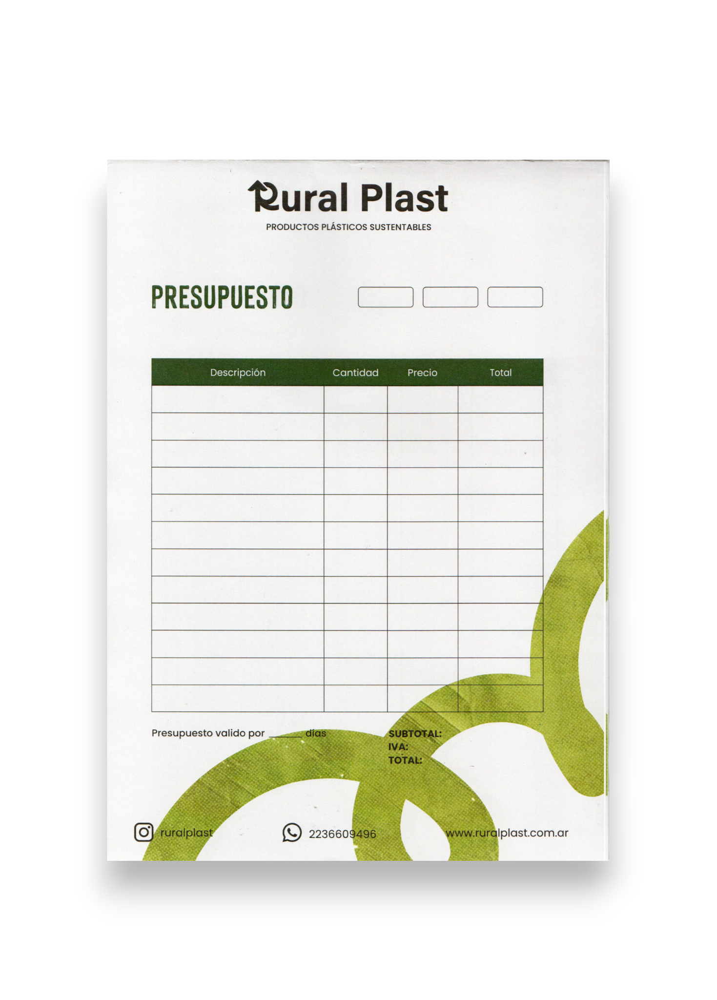 Rural Plast
PRODUCTOS PLÁSTICOS SUSTENTABLES
PRESUPUESTO
Descripción Cantidad Precio Total
Presupuesto valido por ______ días
SUBTOTAL:
IVA:
TOTAL:
ruralplast 2236609496 www.ruralplast.com.ar